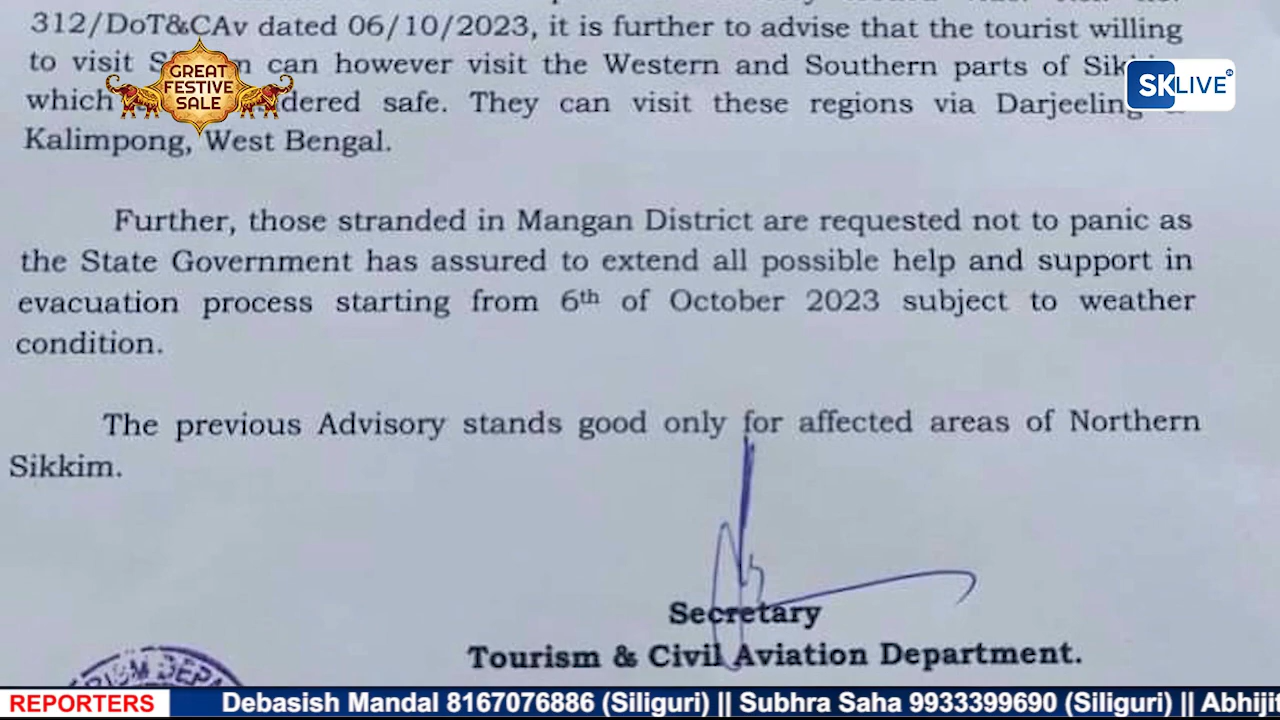 312/DoT&CAv dated 06/10/2023, it is further to advise that the tourist willing
to visit can however visit the Western and Southern parts of
which safe. They can visit these regions via Darjeeling
Kalimpong, West Bengal.
Further, those stranded in Mangan District are requested not to panic as
the State Government has assured to extend all possible help and support in
evacuation process starting from 6th of October 2023 subject to weather
condition.
The previous Advisory stands good only for affected areas of Northern
Sikkim.
Secretary
Tourism & Civil Aviation Department.
GREAT
FESTIVE
SALE
SKLIVE
REPORTERS Debasish Mandal 8167076886 (Siliguri) || Subhra Saha 9933399690 (Siliguri) || Abhijit